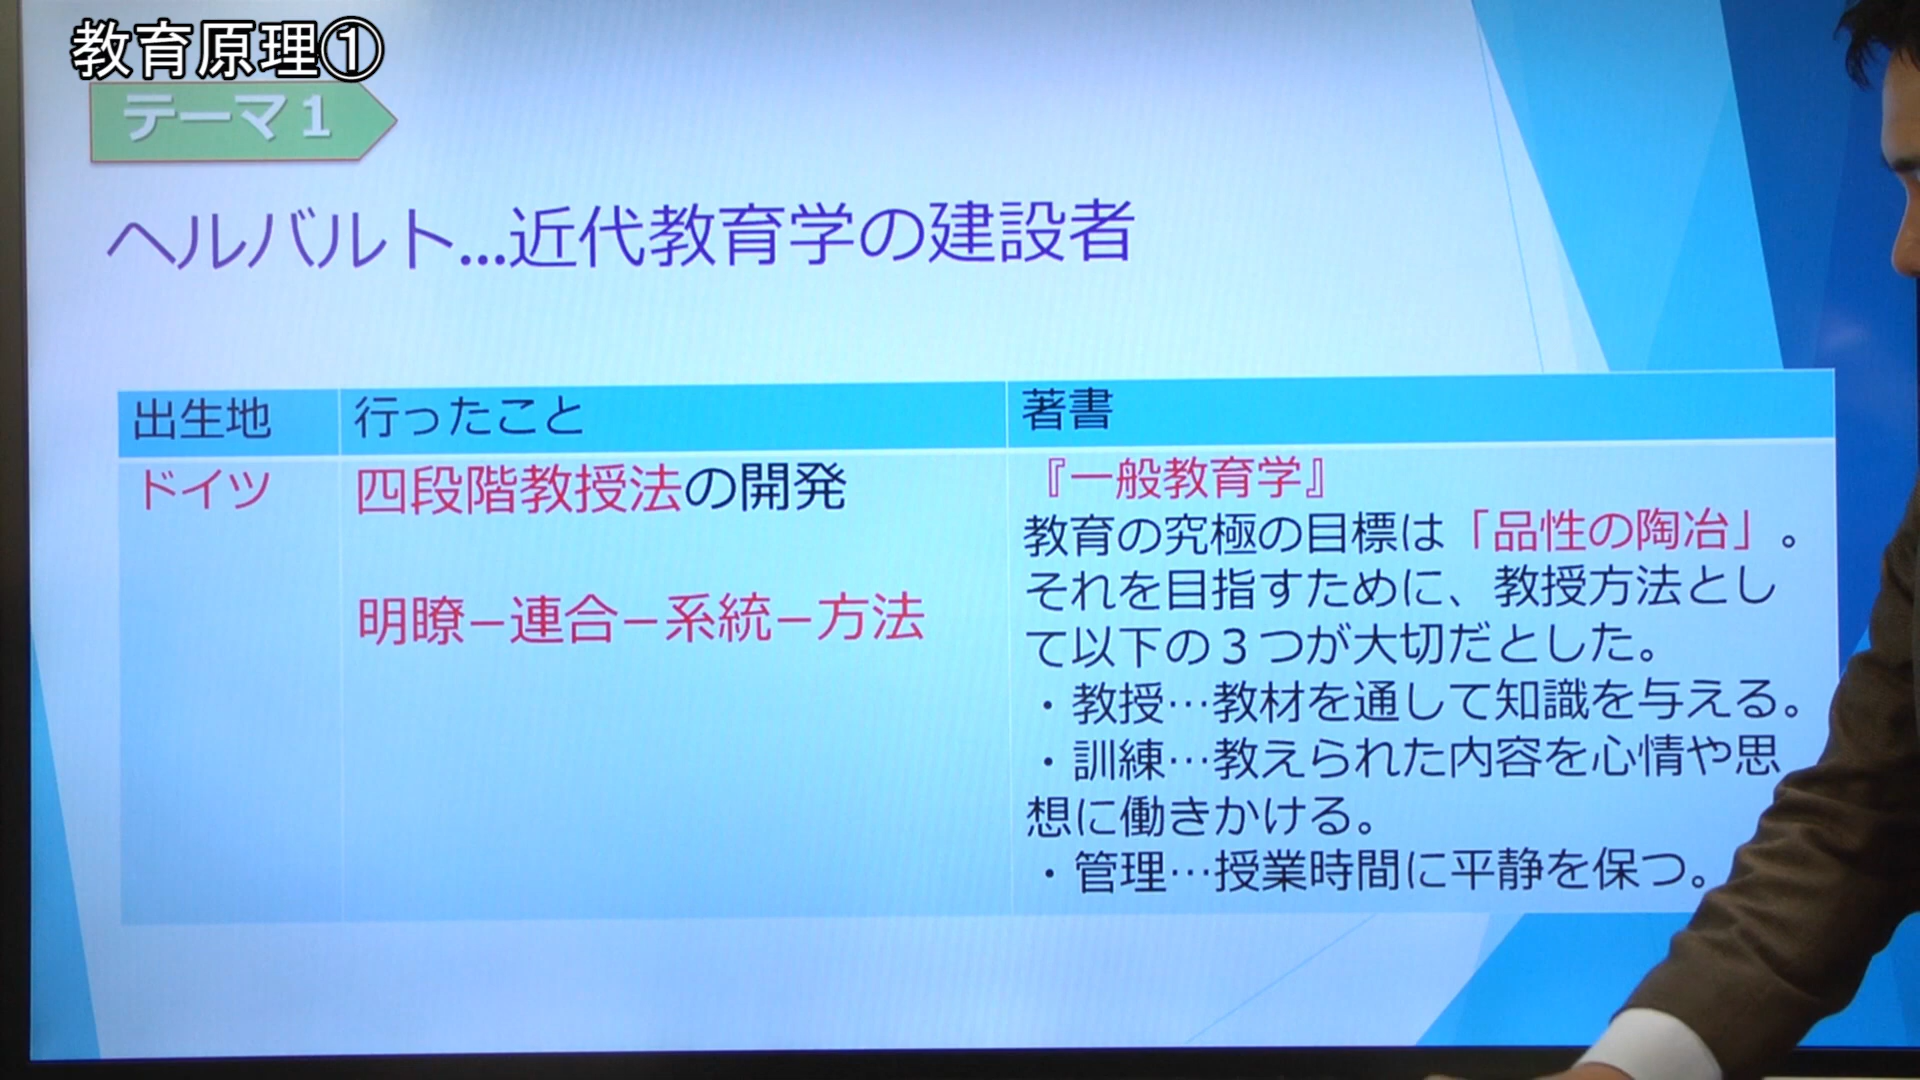 教育原理①
テーマ1
ヘルバルト…近代教育学の建設者
出生地
行ったこと
著書
ドイツ
四段階教授法の開発
明瞭－連合－系統－方法
『一般教育学』
教育の究極の目標は「品性の陶冶」。
それを目指すために、教授方法とし
て以下の３つが大切だとした。
・教授…教材を通して知識を与える。
・訓練…教えられた内容を心情や思
想に働きかける。
・管理…授業時間に平静を保つ。